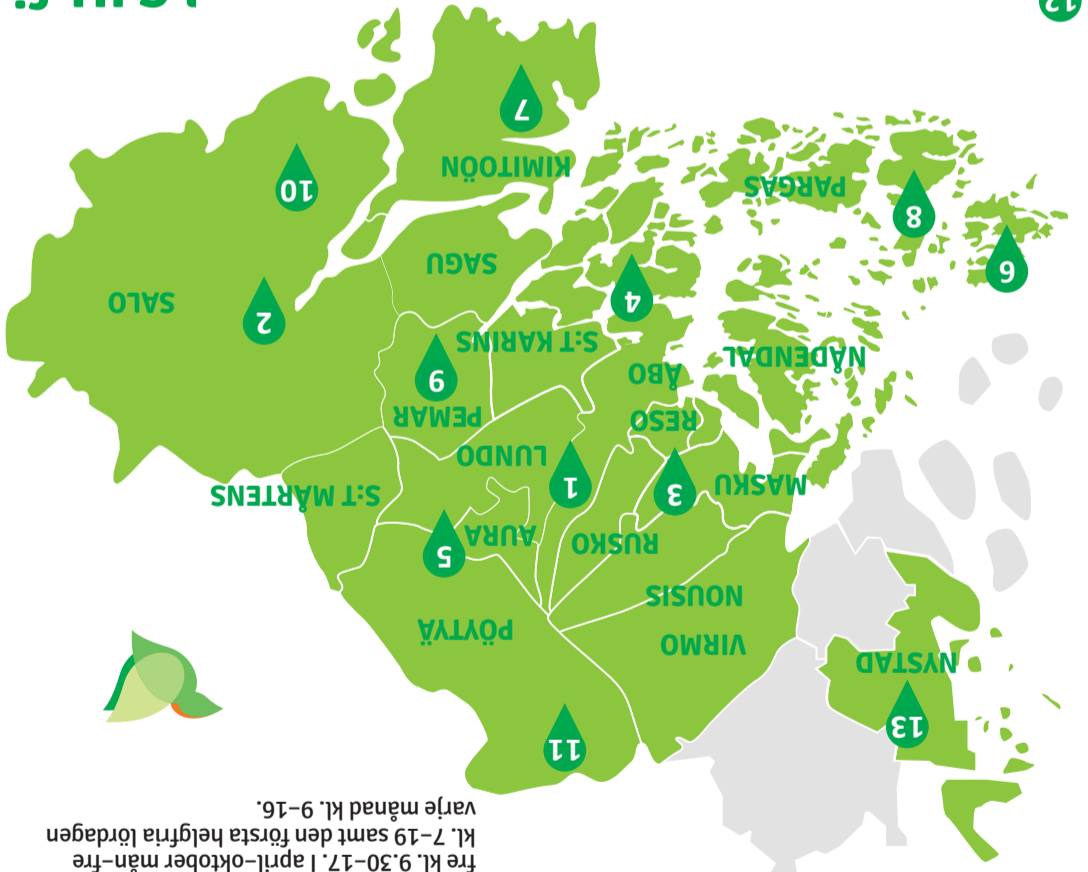 fre kl. 9.30–17. I april–oktober mån–fre
kl. 7–19 samt den första helgfria lördagen
varje månad kl. 9–16.
11
13
NYSTAD
VIRMO
PÖYTYÄ
NOUSIS
5
RUSKO
AURA
S:T MÅRTENS
MASKU
3
1
LUNDO
RESO
PEMAR
6
ÅBO
NÅDENDAL
S:T KARINS
2
SALO
4
9
SAGU
8
10
PARGAS
KIMITOÖN
7
12